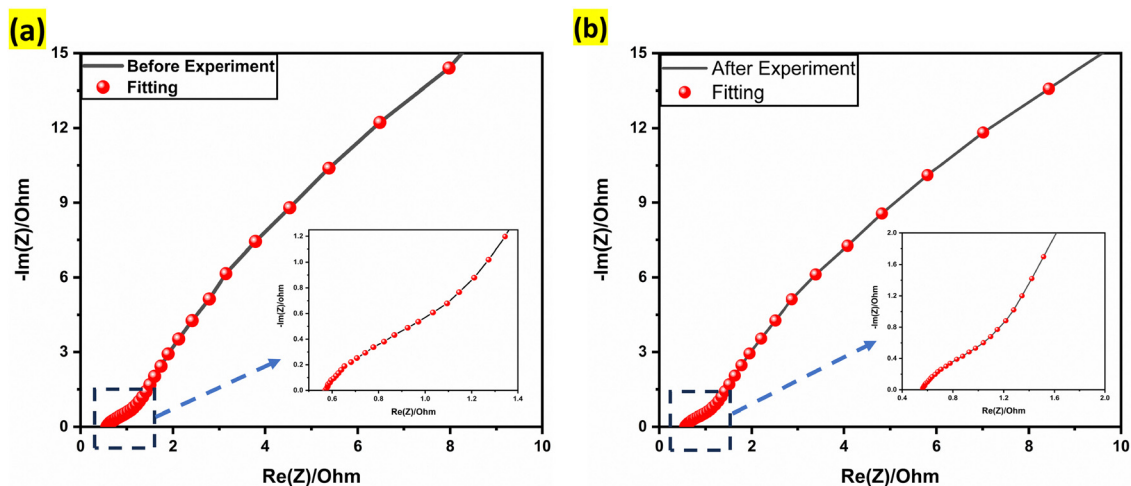 (a)
15
12
9
6
3
0
-Im(Z)/Ohm
Before Experiment
Fitting
0 2 4 6 8 10
Re(Z)/Ohm
1.2
1.0
0.8
0.6
0.4
0.2
0.0
-Im(Z)/ohm
0.6 0.8 1.0 1.2 1.4
Re(Z)/Ohm
(b)
15
12
9
6
3
0
-Im(Z)/Ohm
After Experiment
Fitting
0 2 4 6 8 10
Re(Z)/Ohm
2.0
1.6
1.2
0.8
0.4
0.0
-Im(Z)/Ohm
0.4 0.8 1.2 1.6 2.0
Re(Z)/Ohm